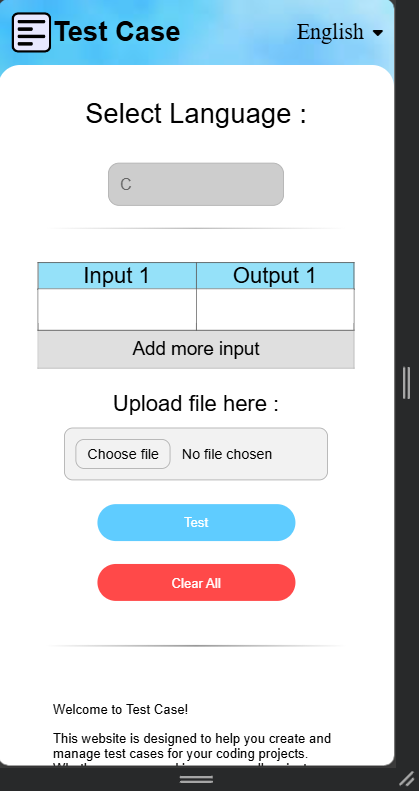 Test Case
English
Select Language :
C
Input 1 Output 1
Add more input
Upload file here :
Choose file No file chosen
Test
Clear All
Welcome to Test Case!
This website is designed to help you create and
manage test cases for your coding projects.